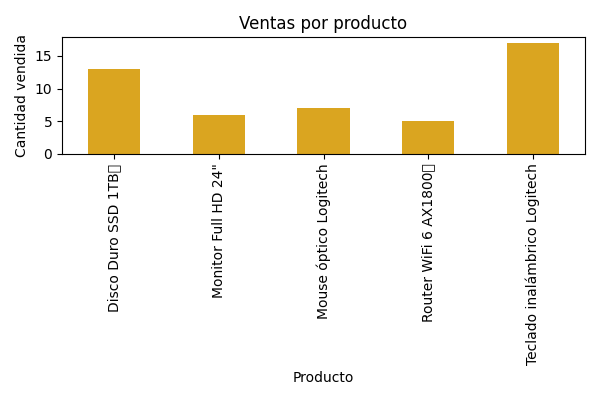 Ventas por producto
Cantidad vendida
15
10
5
0
Disco Duro SSD 1TB
Monitor Full HD 24"
Mouse óptico Logitech
Router WiFi 6 AX1800
Teclado inalámbrico Logitech
Producto